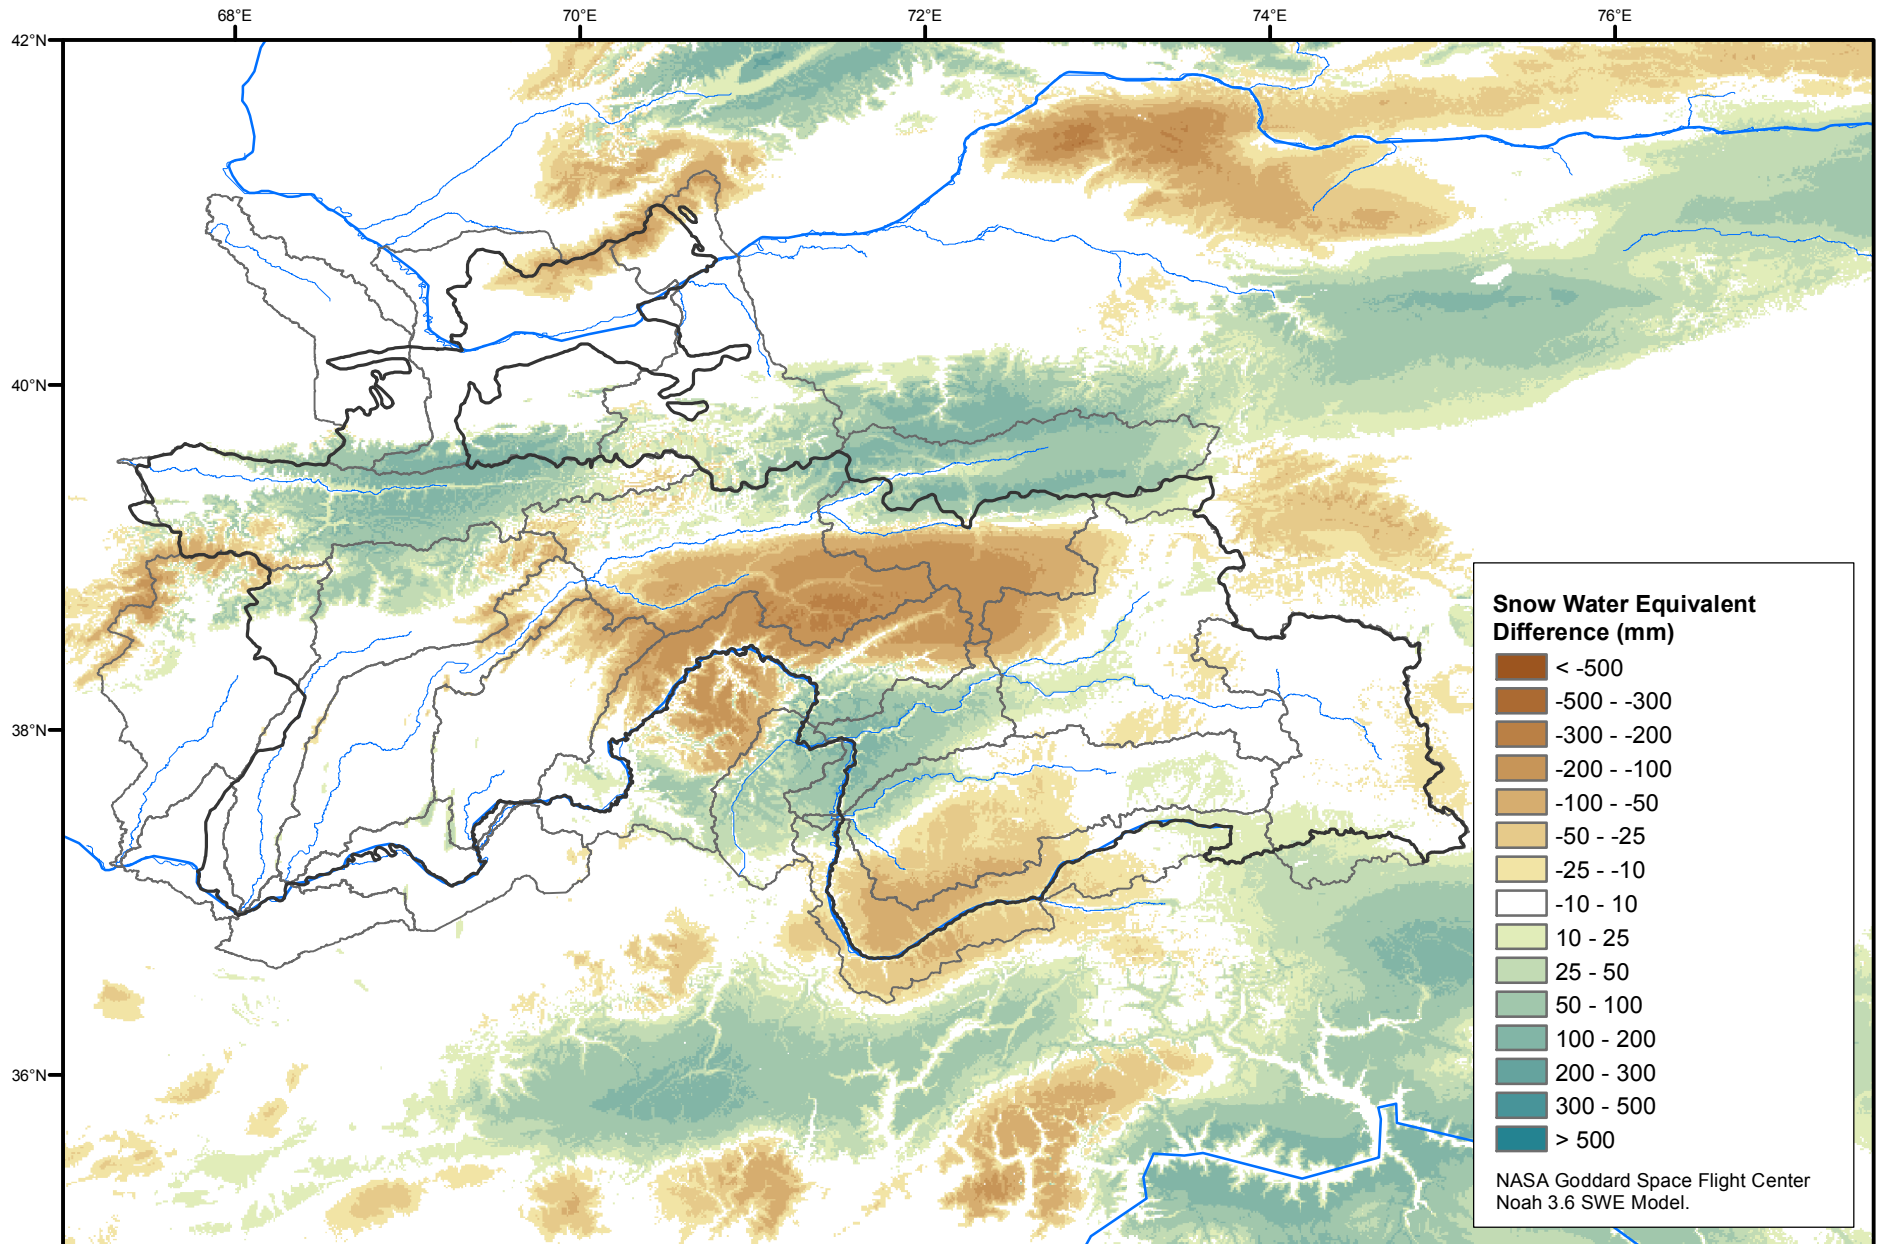 68°E
70°E
72°E
74°E
76°E
42°N
40°N
38°N
36°N
Snow Water Equivalent
Difference (mm)
< -500
-500 - -300
-300 - -200
-200 - -100
-100 - -50
-50 - -25
-25 - -10
-10 - 10
10 - 25
25 - 50
50 - 100
100 - 200
200 - 300
300 - 500
> 500
NASA Goddard Space Flight Center
Noah 3.6 SWE Model.